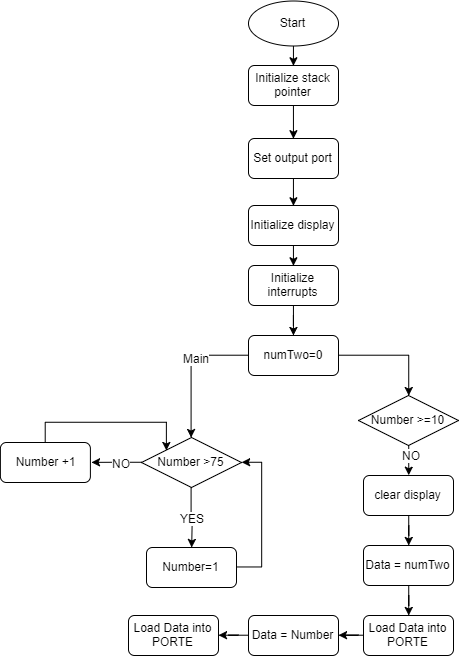 Start
Initialize stack
pointer
Set output port
Initialize display
Initialize
interrupts
numTwo=0
Main
Number >=10
NO
Number >75
Number +1
NO
YES
clear display
Number=1
Data = numTwo
Load Data into
PORTE
Data = Number
Load Data into
PORTE